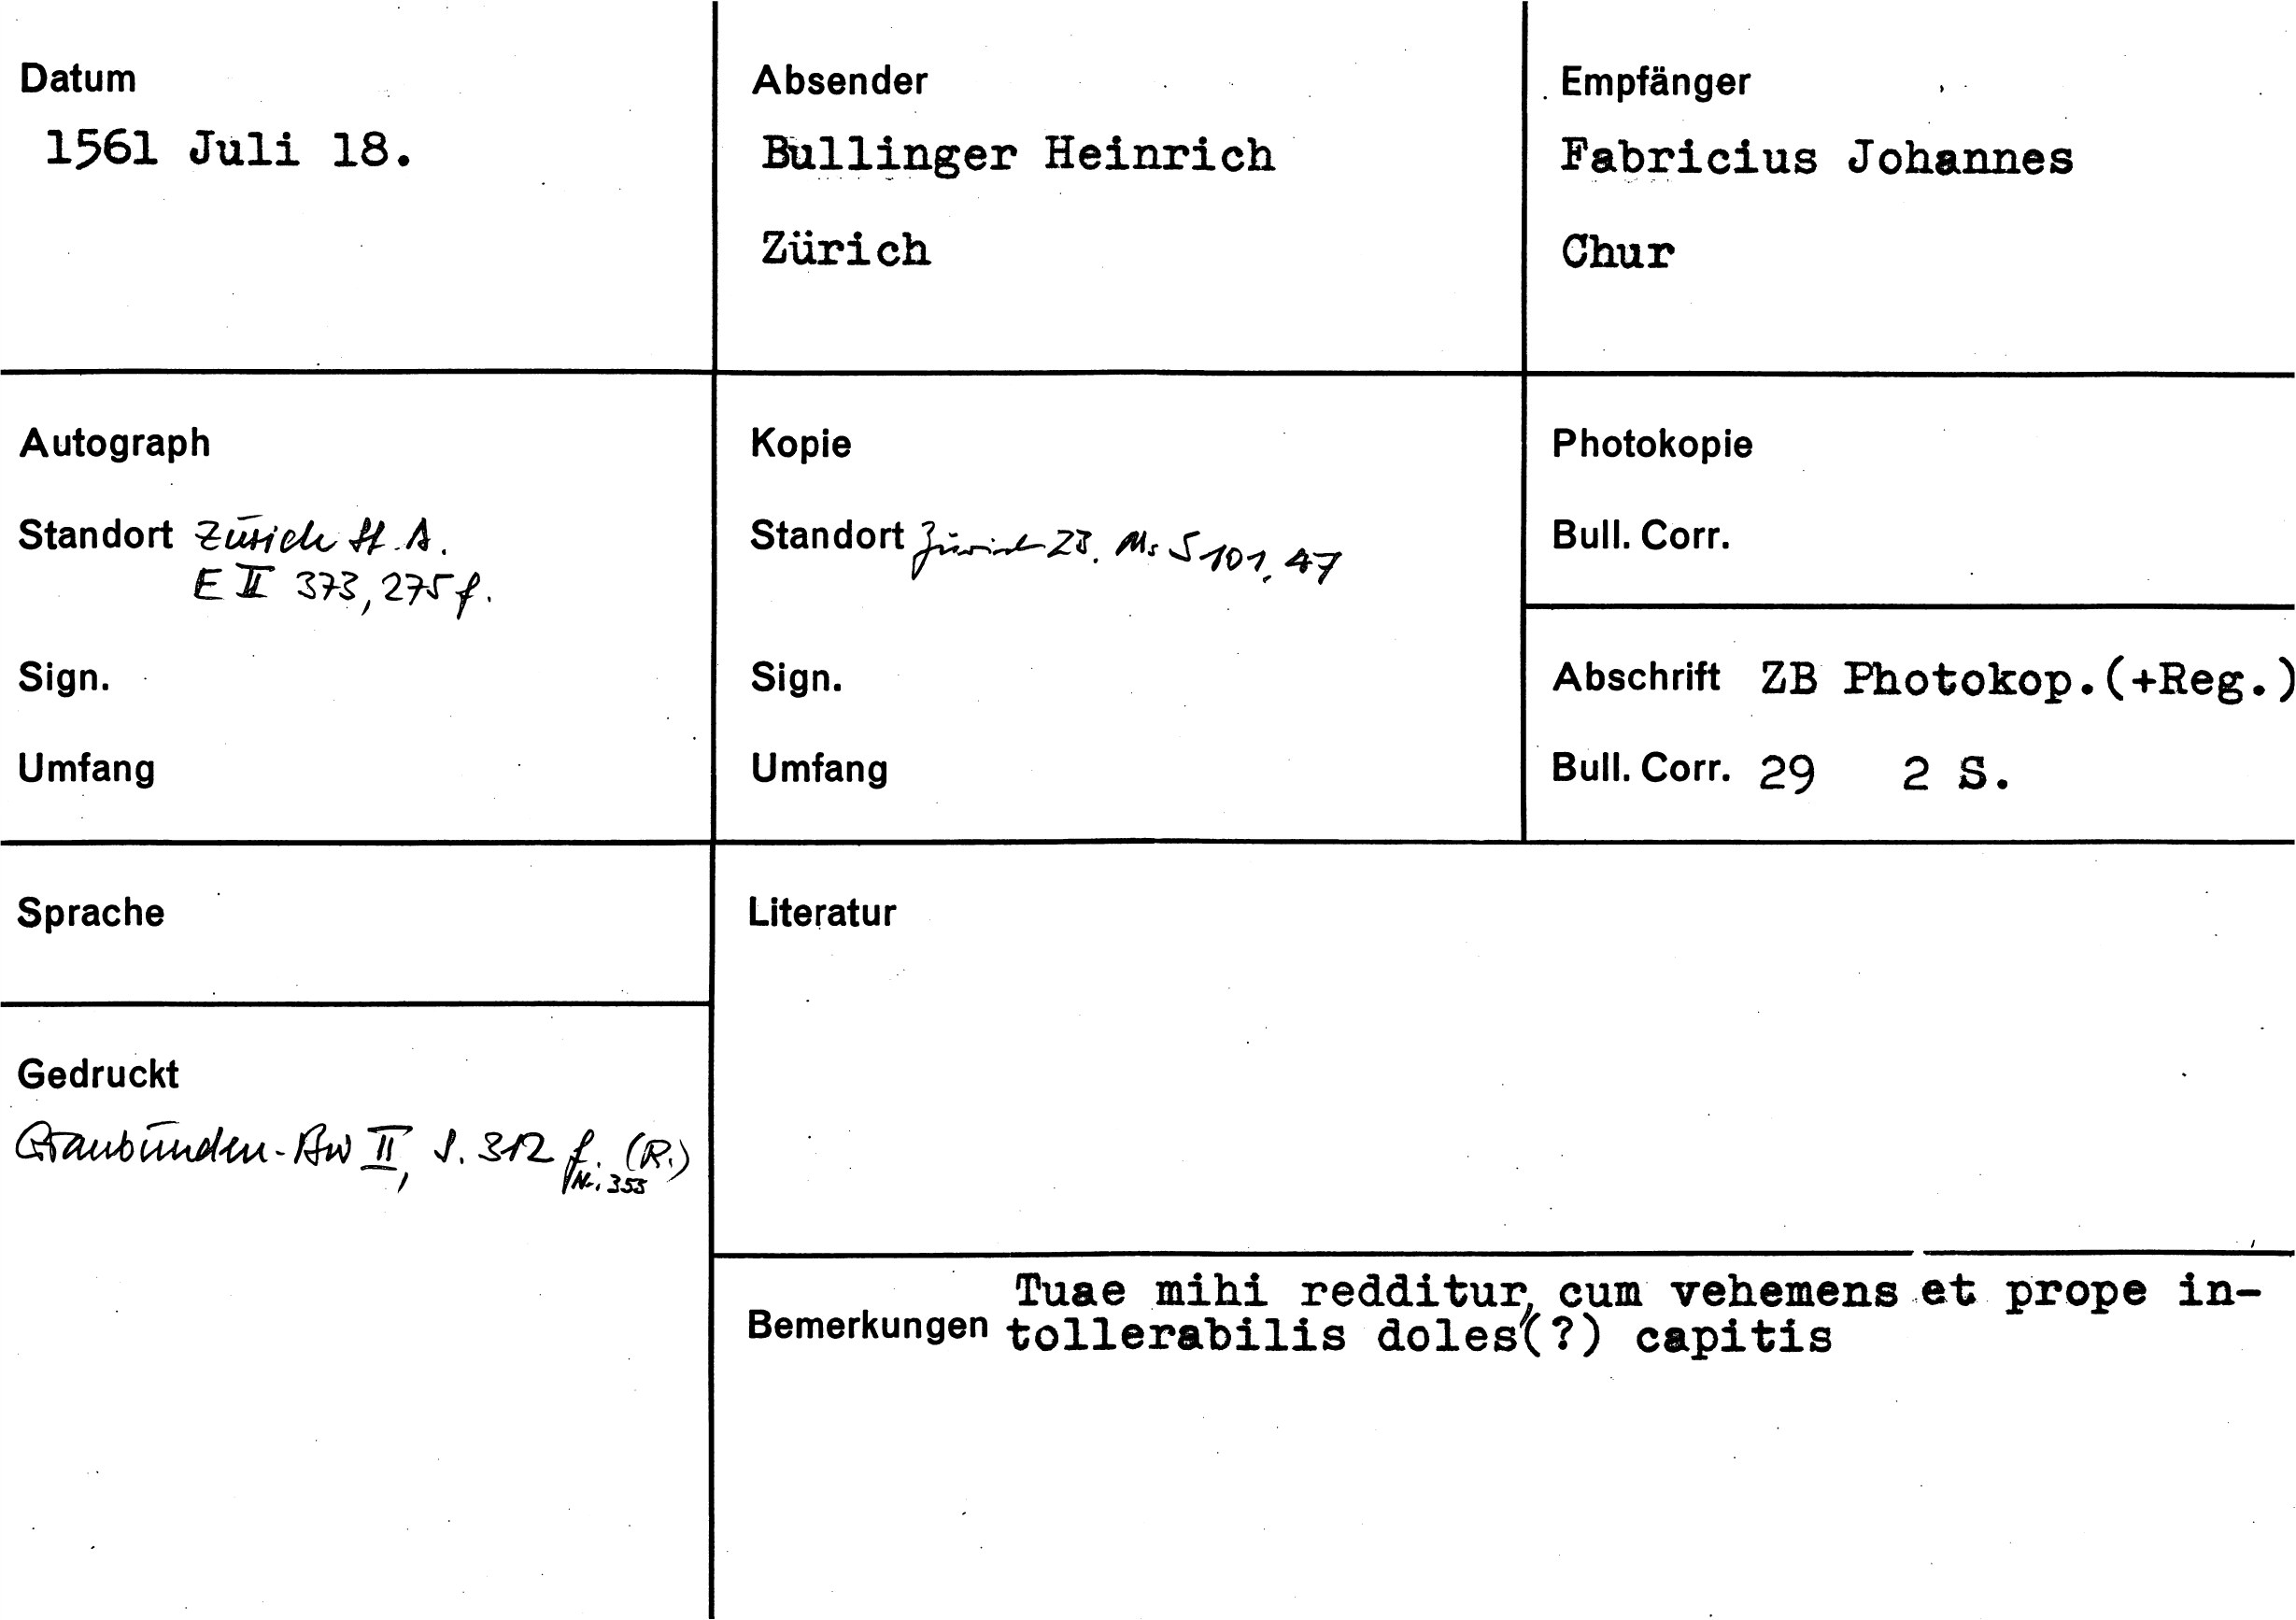 Datum
1561 Juli 18.
Absender
Bullinger Heinrich
Zürich
Empfänger
Fabricius Johannes
Chur
Autograph
Standort Zürich St.A.
E II 373, 275 f.
Sign.
Umfang
Kopie
Standort Zürich ZB. Ms S 101, 47
Sign.
Umfang
Photokopie
Bull. Corr.
Abschrift ZB Photokop.(+Reg.)
Bull. Corr. 29 2 S.
Sprache
Gedruckt
Graubünden-Bw II, S. 312 f. (R.)
Nr. 353
Literatur
Bemerkungen Tuae mihi redditur, cum vehemens et prope in-
tollerabilis doles(?) capitis